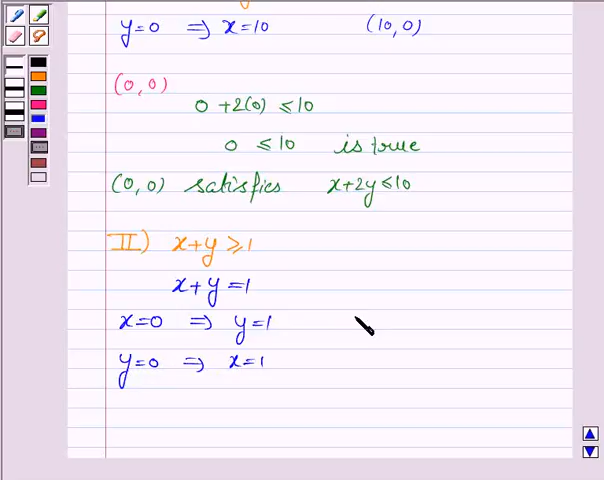 y=0 ⇒ x=10 (10, 0)
(0, 0)
0 +2(0) ≤ 10
0 ≤ 10 is true
(0, 0) satisfies x+2y ≤ 10
II) x+y ≥ 1
x+y = 1
x=0 ⇒ y=1
y=0 ⇒ x=1